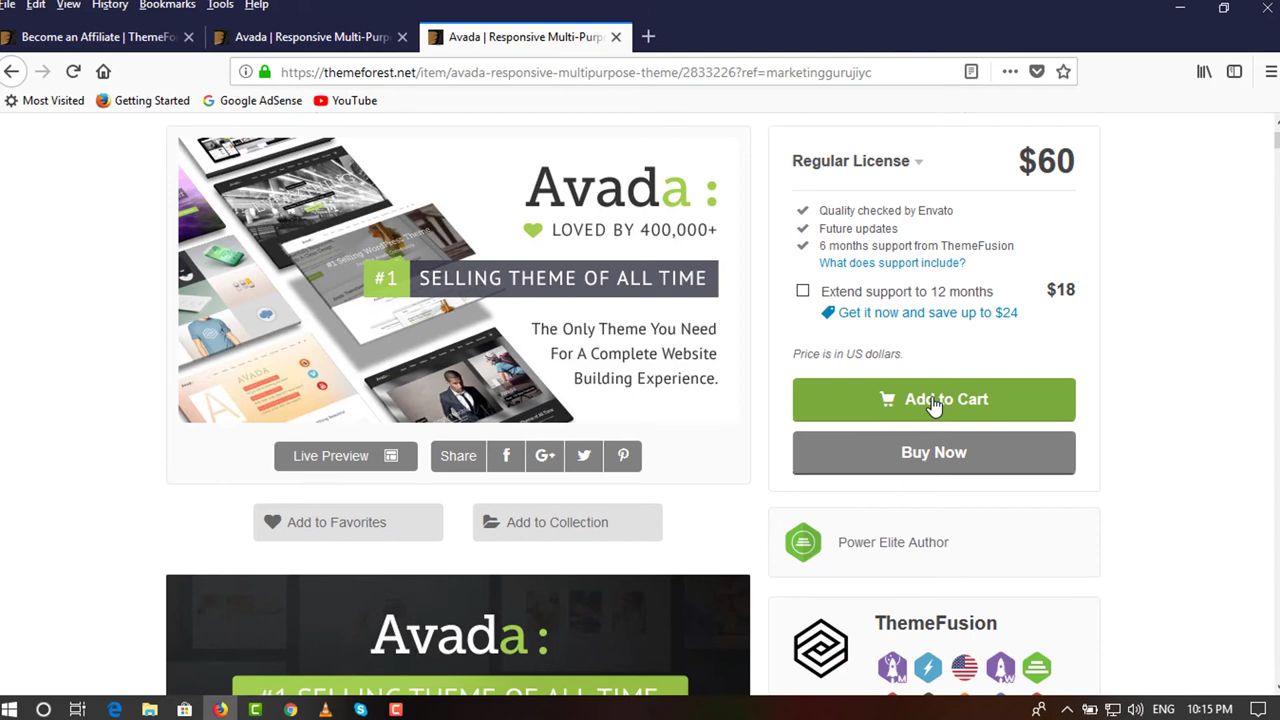 File Edit View History Bookmarks Tools Help
Become an Affiliate | ThemeFo
Avada | Responsive Multi-Purp
Avada | Responsive Multi-Purp
https://themeforest.net/item/avada-responsive-multipurpose-theme/2833226?ref=marketinggurujiyc
Most Visited Getting Started Google AdSense YouTube
Avada :
LOVED BY 400,000+
#1 SELLING THEME OF ALL TIME
The Only Theme You Need
For A Complete Website
Building Experience.
Live Preview Share f G+
Add to Favorites Add to Collection
Regular License $60
Quality checked by Envato
Future updates
6 months support from ThemeFusion
What does support include?
Extend support to 12 months $18
Get it now and save up to $24
Price is in US dollars.
Add to Cart
Buy Now
Power Elite Author
ThemeFusion
Avada :
#1 SELLING THEME OF ALL TIME
ENG 10:15 PM